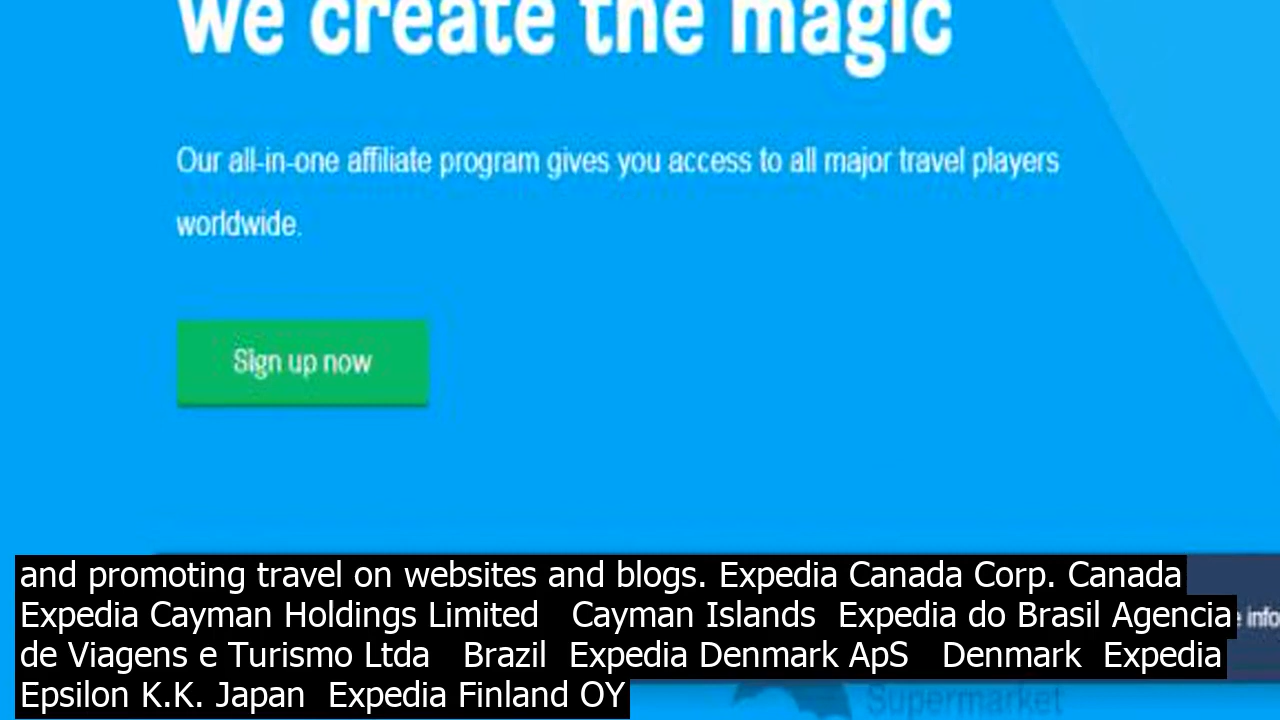 we create the magic
Our all-in-one affiliate program gives you access to all major travel players
worldwide.
Sign up now
and promoting travel on websites and blogs. Expedia Canada Corp. Canada
Expedia Cayman Holdings Limited   Cayman Islands  Expedia do Brasil Agencia
de Viagens e Turismo Ltda   Brazil  Expedia Denmark ApS   Denmark  Expedia
Epsilon K.K. Japan  Expedia Finland OY
Supermarket